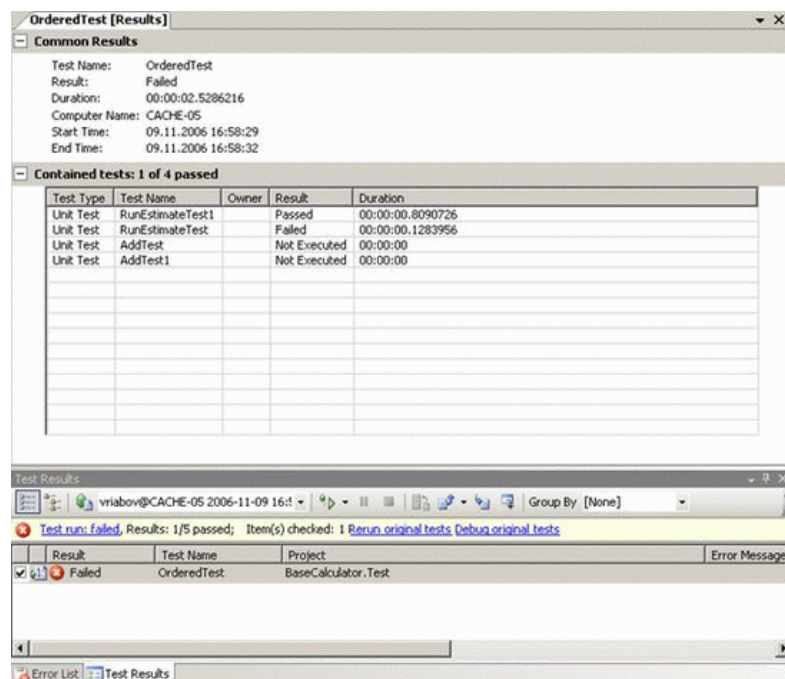 OrderedTest [Results]
Common Results
Test Name: OrderedTest
Result: Failed
Duration: 00:00:02.5286216
Computer Name: CACHE-05
Start Time: 09.11.2006 16:58:29
End Time: 09.11.2006 16:58:32
Contained tests: 1 of 4 passed
Test Type Test Name Owner Result Duration
Unit Test RunEstimateTest1 Passed 00:00:00.8090726
Unit Test RunEstimateTest Failed 00:00:00.1283956
Unit Test AddTest Not Executed 00:00:00
Unit Test AddTest1 Not Executed 00:00:00
Test Results
vriabov@CACHE-05 2006-11-09 16:5 Group By [None]
Test run: failed, Results: 1/5 passed; Item(s) checked: 1 Rerun original tests Debug original tests
Result Test Name Project Error Message
Failed OrderedTest BaseCalculator.Test
Error List Test Results